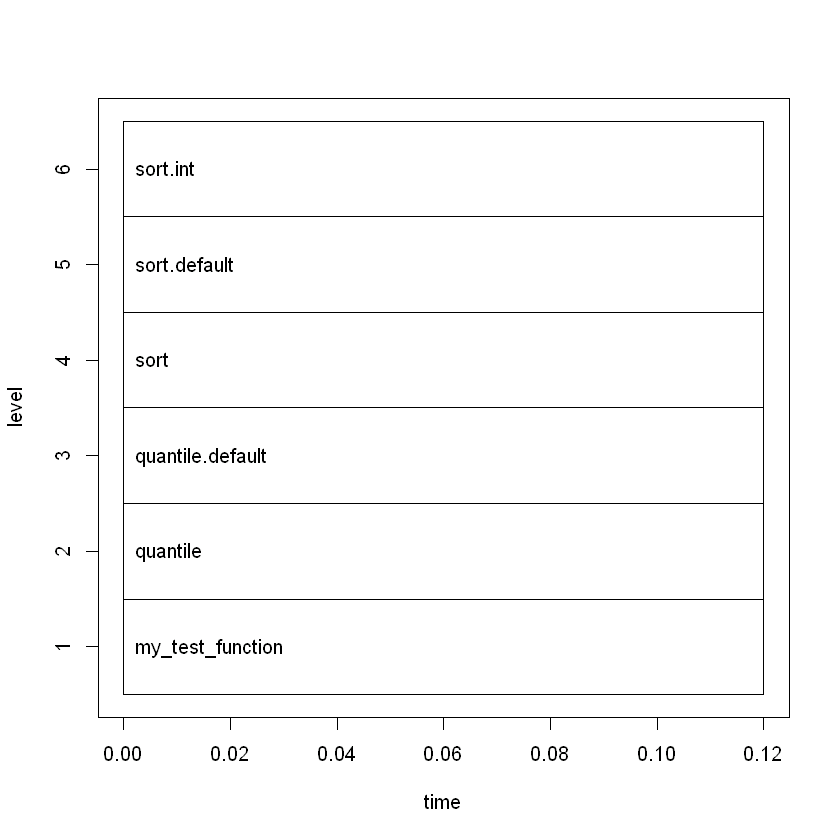 6
sort.int
5
sort.default
4
sort
level
3
quantile.default
2
quantile
1
my_test_function
0.00 0.02 0.04 0.06 0.08 0.10 0.12
time